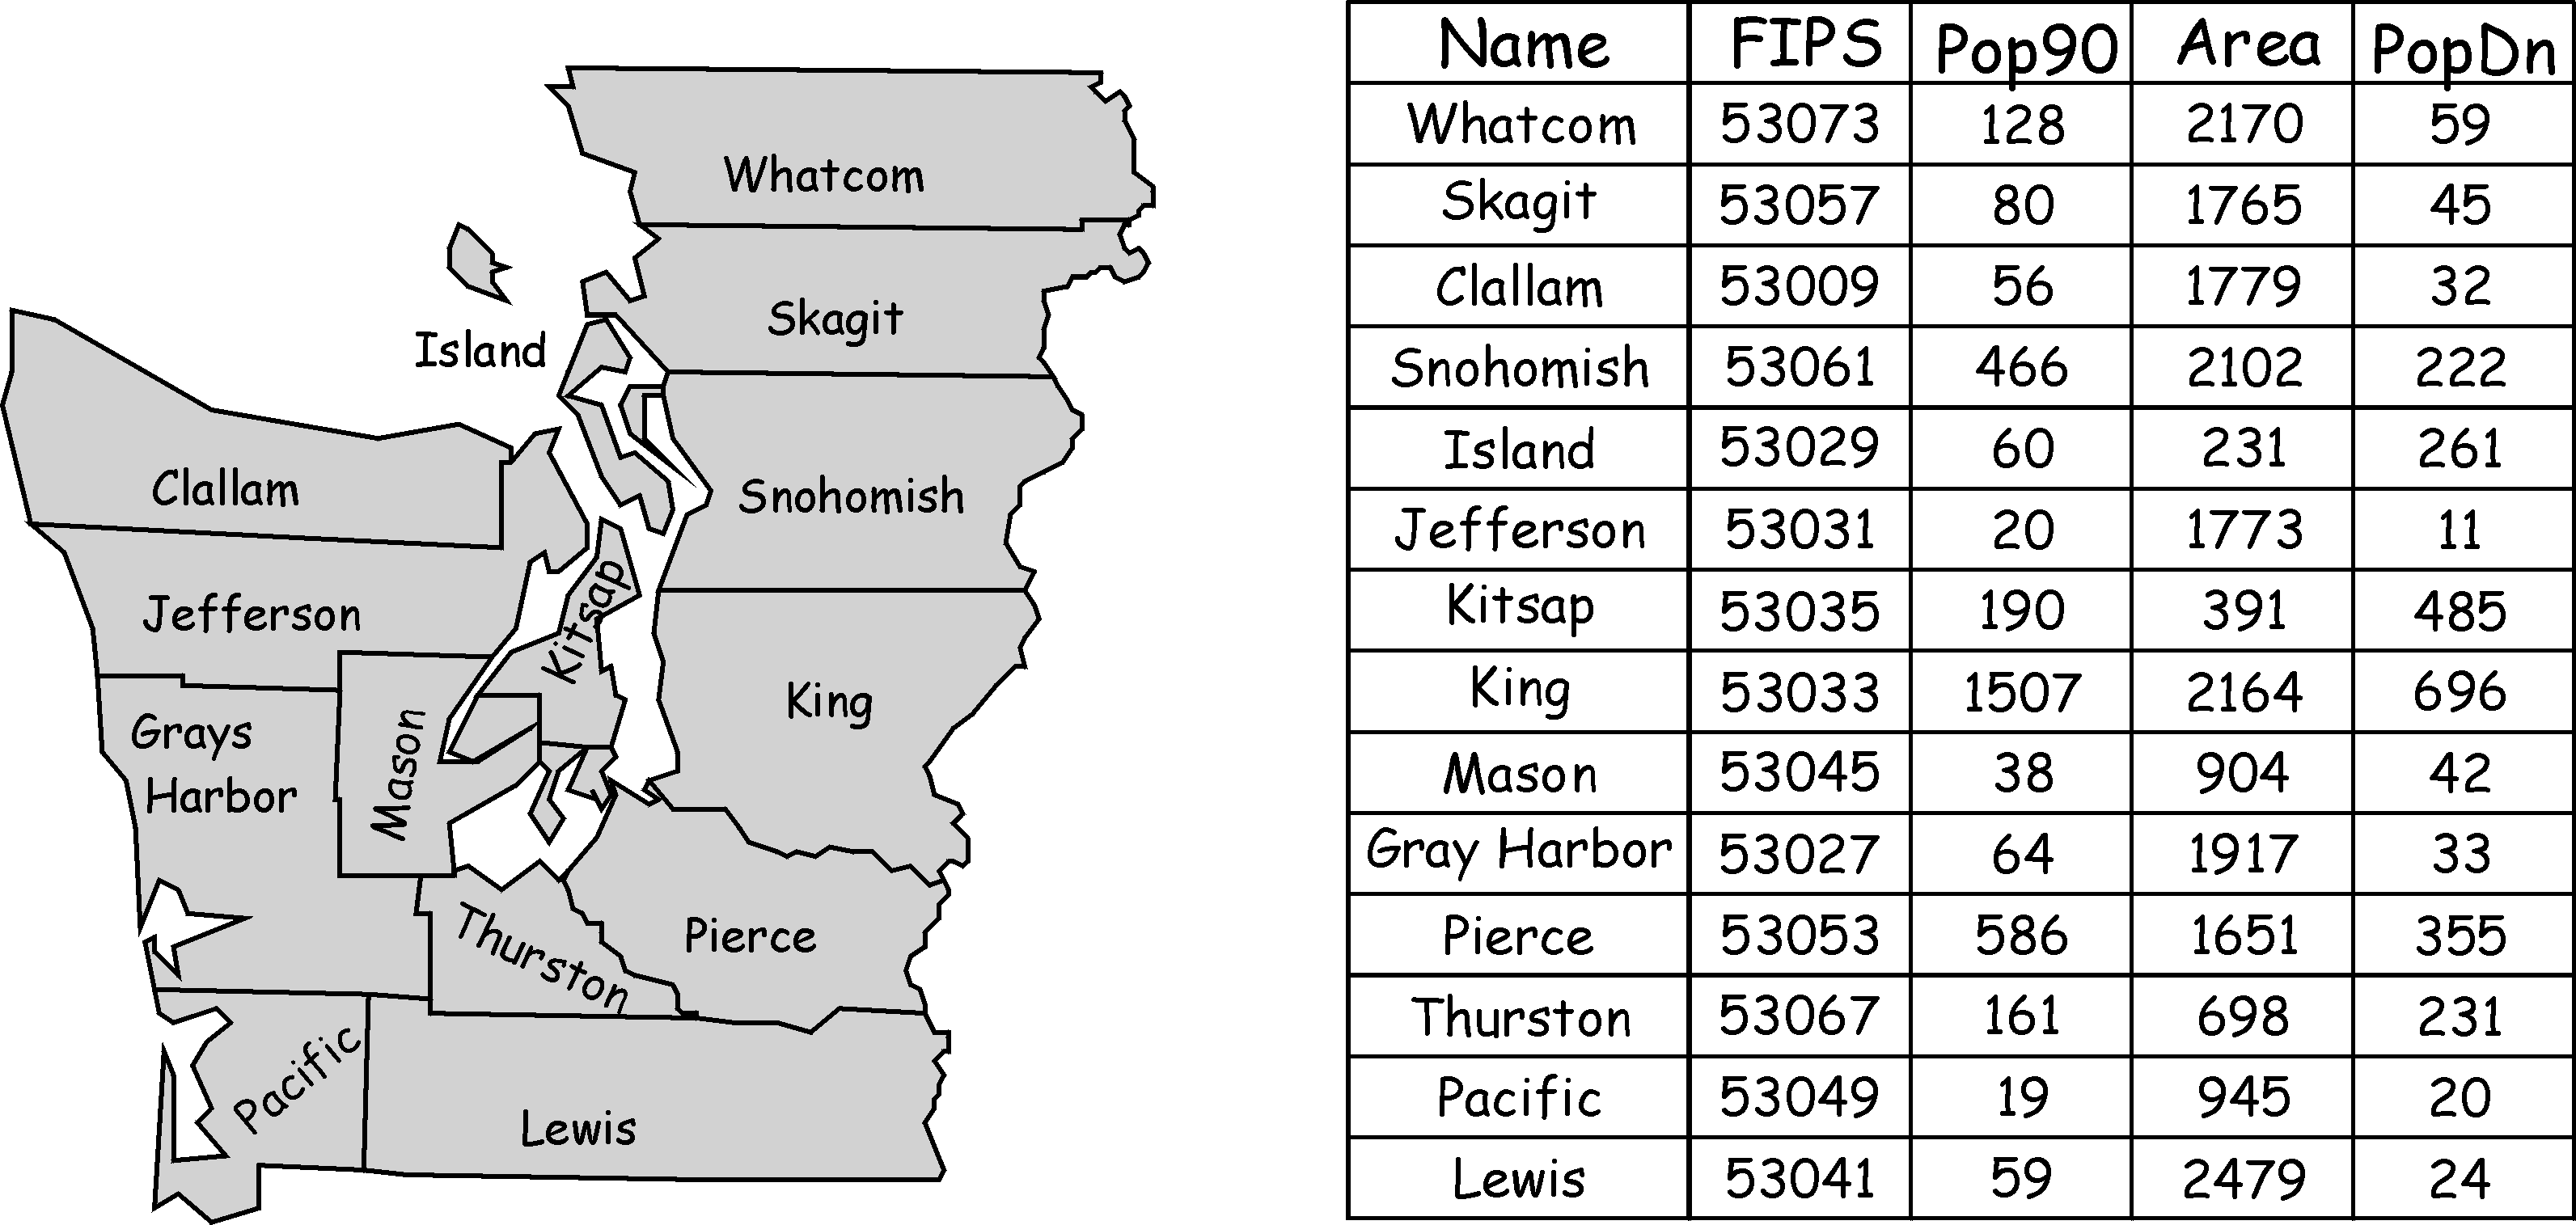 Whatcom
Skagit
Island
Clallam
Snohomish
Jefferson
Kitsap
King
Grays
Harbor
Mason
Thurston
Pierce
Pacific
Lewis
Name FIPS Pop90 Area PopDn
Whatcom 53073 128 2170 59
Skagit 53057 80 1765 45
Clallam 53009 56 1779 32
Snohomish 53061 466 2102 222
Island 53029 60 231 261
Jefferson 53031 20 1773 11
Kitsap 53035 190 391 485
King 53033 1507 2164 696
Mason 53045 38 904 42
Gray Harbor 53027 64 1917 33
Pierce 53053 586 1651 355
Thurston 53067 161 698 231
Pacific 53049 19 945 20
Lewis 53041 59 2479 24